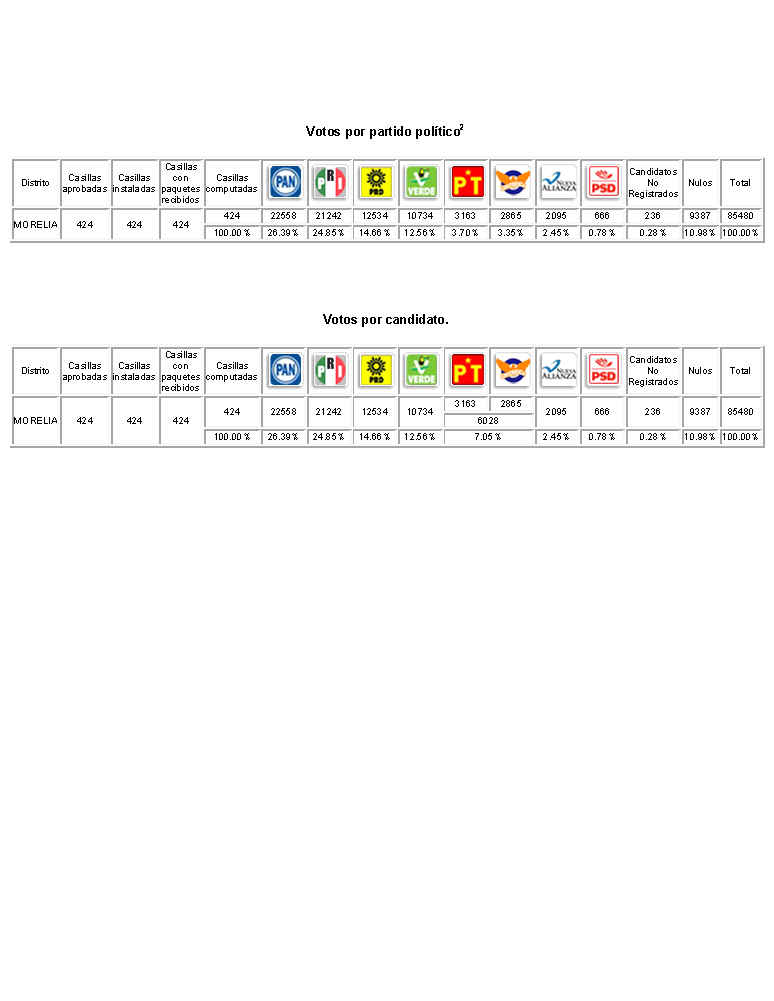 Votos por partido político2
Distrito Casillas aprobadas Casillas instaladas Casillas con paquetes recibidos Casillas computadas PAN PRI PRD VERDE PT NUEVA ALIANZA PSD Candidatos No Registrados Nulos Total
MORELIA 424 424 424 424 22558 21242 12534 10734 3163 2865 2095 666 236 9387 85480
100.00 % 26.39% 24.85% 14.66 % 12.56% 3.70% 3.35% 2.45% 0.78 % 0.28 % 10.98% 100.00%
Votos por candidato.
Distrito Casillas aprobadas Casillas instaladas Casillas con paquetes recibidos Casillas computadas PAN PRD PRD VERDE PT NUEVA ALIANZA PSD Candidatos No Registrados Nulos Total
MORELIA 424 424 424 424 22558 21242 12534 10734 3163 2865 2095 666 236 9387 85480
6028
100.00 % 26.39% 24.85% 14.66 % 12.56% 7.05 % 2.45% 0.78 % 0.28 % 10.98% 100.00%